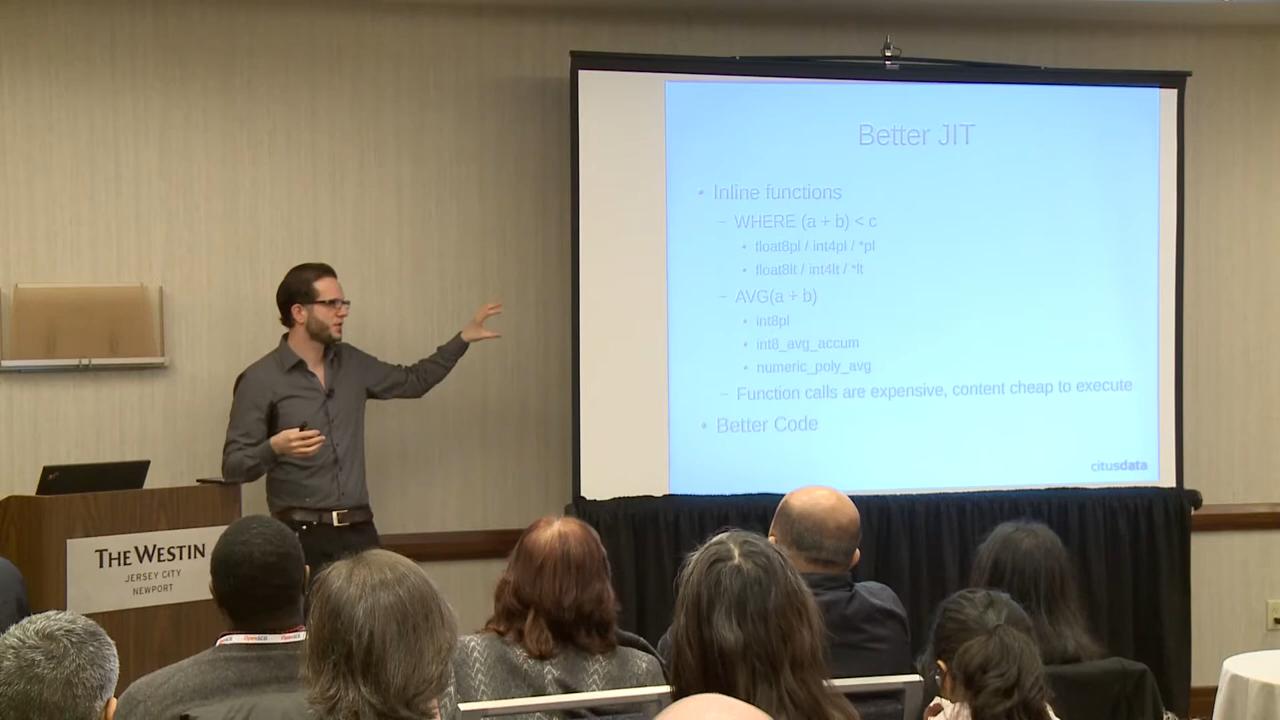 Better JIT
• Inline functions
– WHERE (a + b) < c
• float8pl / int4pl / *pl
• float8lt / int4lt / *lt
– AVG(a + b)
• int8pl
• int8_avg_accum
• numeric_poly_avg
– Function calls are expensive, content cheap to execute
• Better Code
citusdata
THE WESTIN
JERSEY CITY
NEWPORT
OpenSCG